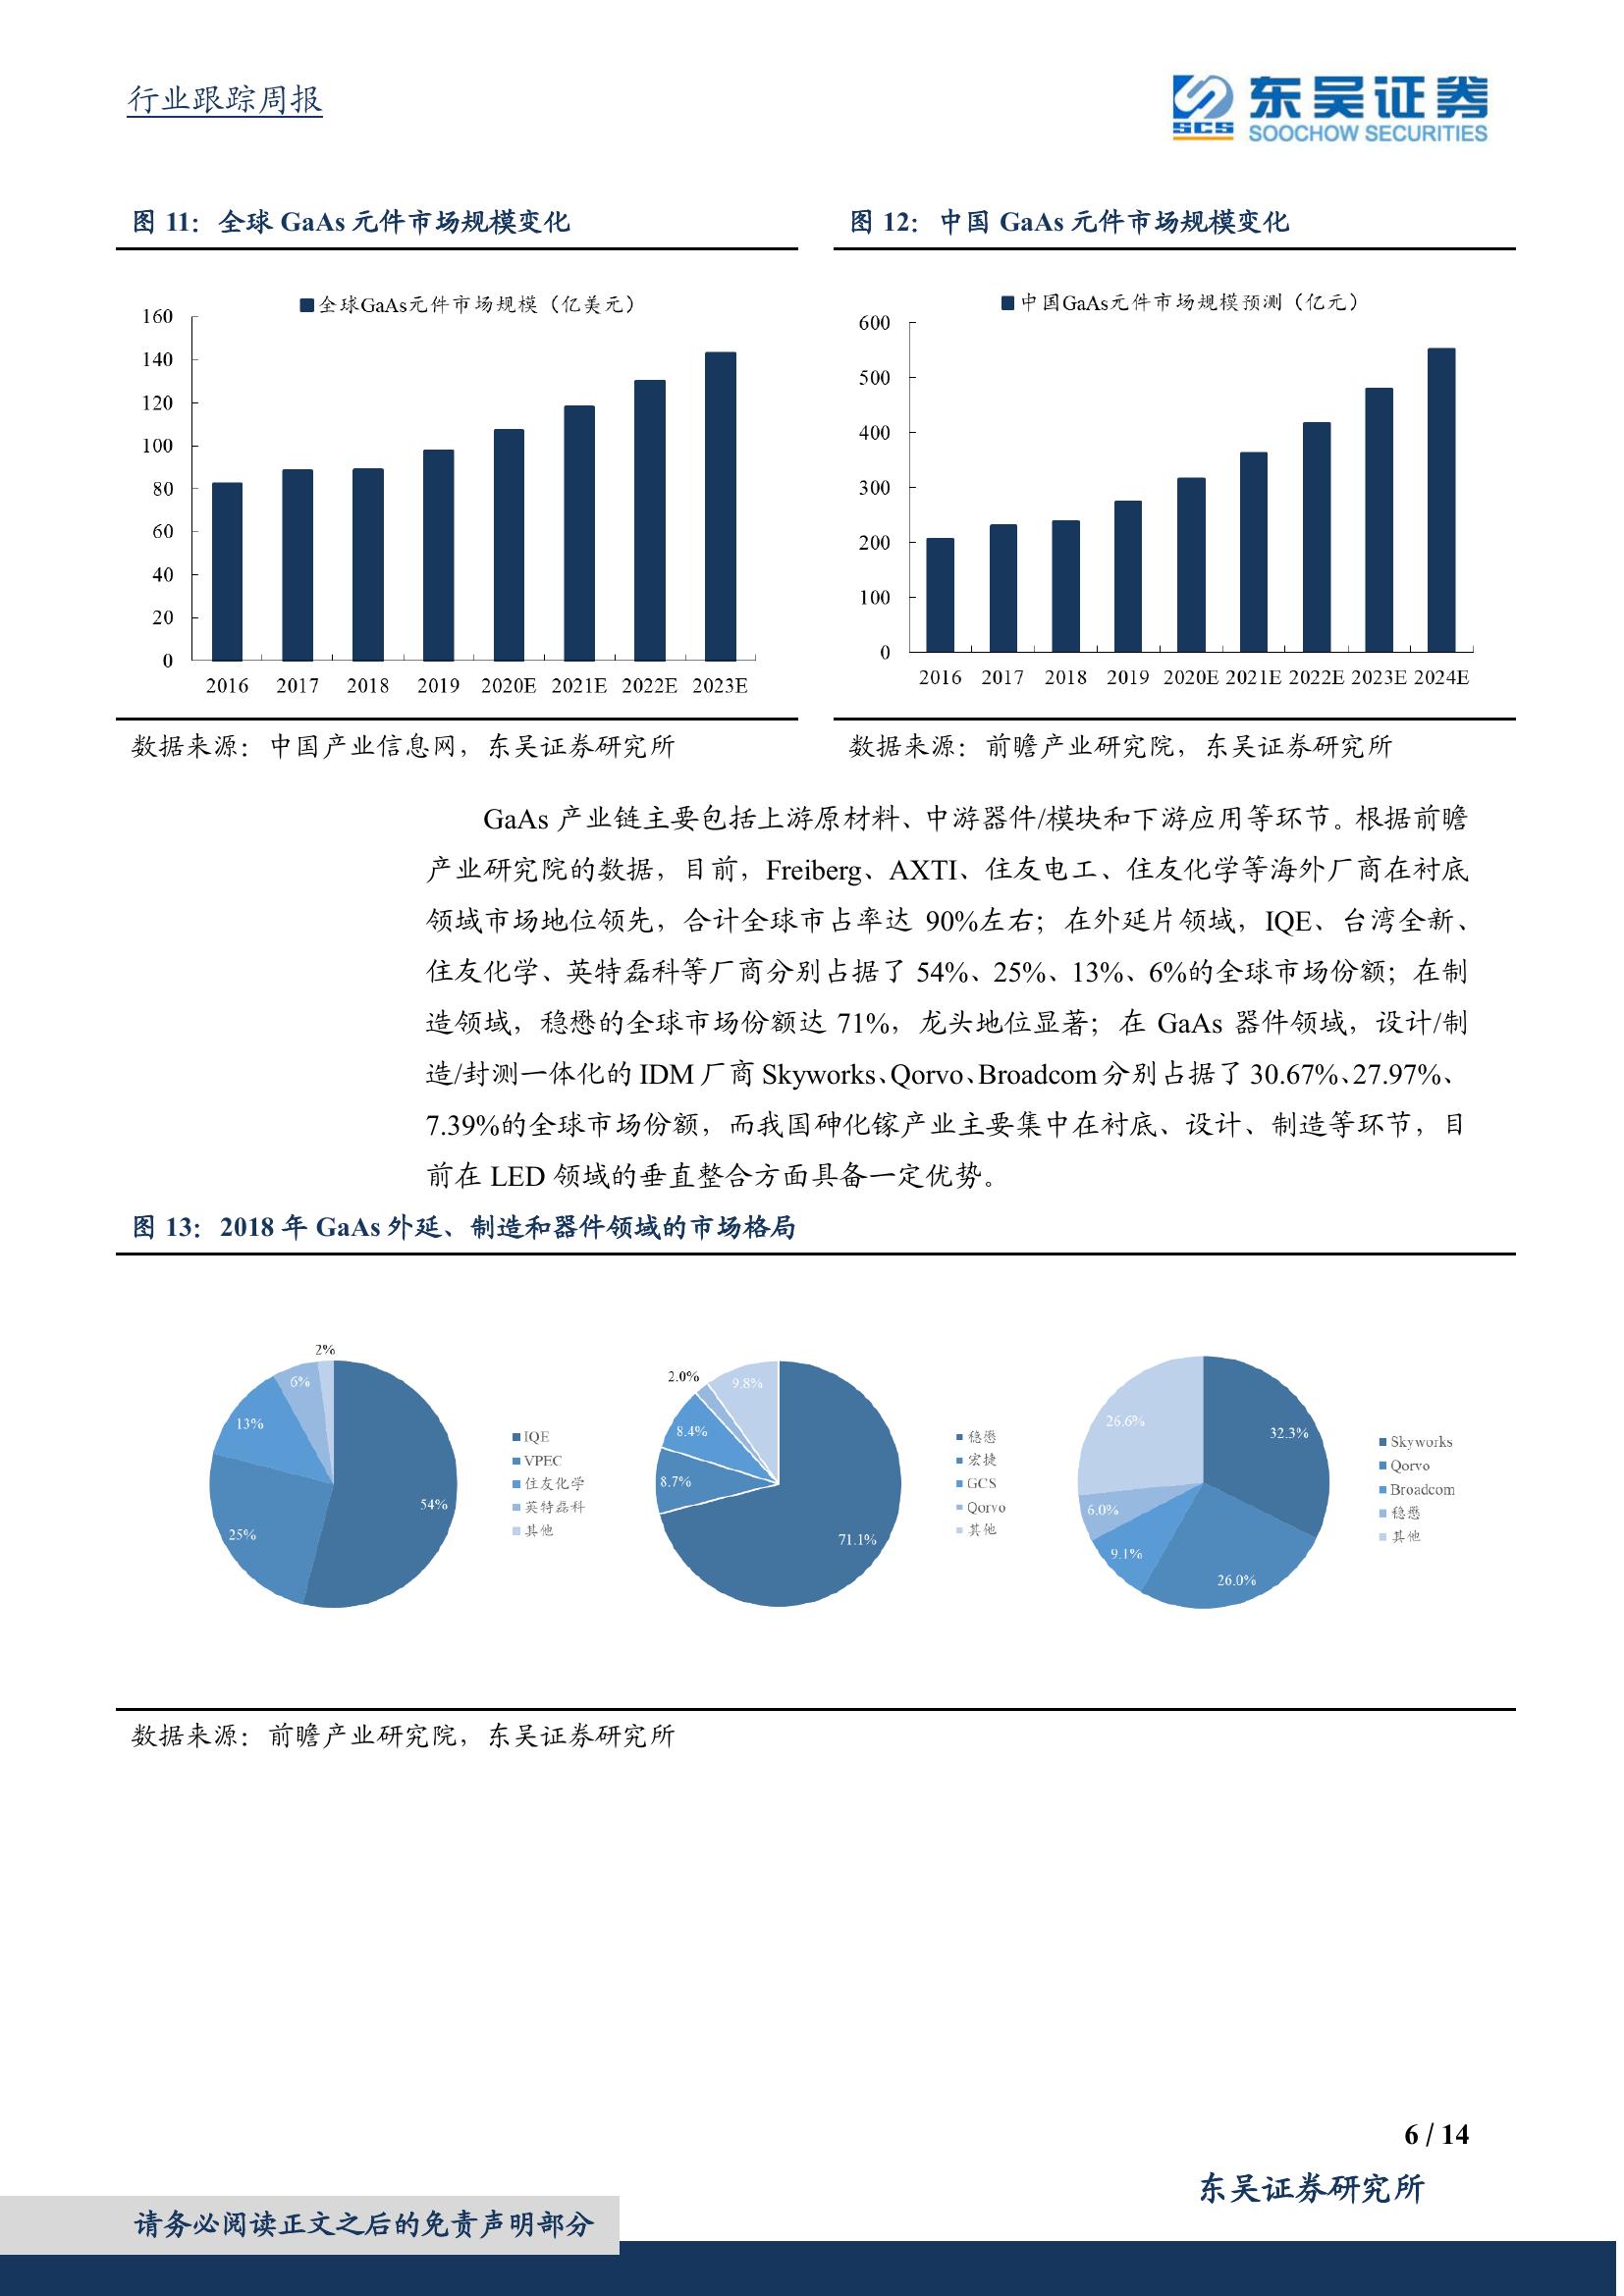 行业跟踪周报
SCS
东吴证券
SOOCHOW SECURITIES
图 11：全球 GaAs 元件市场规模变化
全球GaAs元件市场规模（亿美元）
160
140
120
100
80
60
40
20
0
2016 2017 2018 2019 2020E 2021E 2022E 2023E
数据来源：中国产业信息网，东吴证券研究所
图 12：中国 GaAs 元件市场规模变化
中国GaAs元件市场规模预测（亿元）
600
500
400
300
200
100
0
2016 2017 2018 2019 2020E 2021E 2022E 2023E 2024E
数据来源：前瞻产业研究院，东吴证券研究所
GaAs 产业链主要包括上游原材料、中游器件/模块和下游应用等环节。根据前瞻
产业研究院的数据，目前，Freiberg、AXTI、住友电工、住友化学等海外厂商在衬底
领域市场地位领先，合计全球市占率达 90%左右；在外延片领域，IQE、台湾全新、
住友化学、英特磊科等厂商分别占据了 54%、25%、13%、6%的全球市场份额；在制
造领域，稳懋的全球市场份额达 71%，龙头地位显著；在 GaAs 器件领域，设计/制
造/封测一体化的 IDM 厂商 Skyworks、Qorvo、Broadcom 分别占据了 30.67%、27.97%、
7.39%的全球市场份额，而我国砷化镓产业主要集中在衬底、设计、制造等环节，目
前在 LED 领域的垂直整合方面具备一定优势。
图 13：2018 年 GaAs 外延、制造和器件领域的市场格局
2%
6%
13%
25%
54%
IQE
VPEC
住友化学
英特磊科
其他
2.0%
9.8%
8.4%
8.7%
71.1%
稳懋
宏捷
GCS
Qorvo
其他
26.6%
32.3%
6.0%
9.1%
26.0%
Skyworks
Qorvo
Broadcom
稳懋
其他
数据来源：前瞻产业研究院，东吴证券研究所
6 / 14
东吴证券研究所
请务必阅读正文之后的免责声明部分